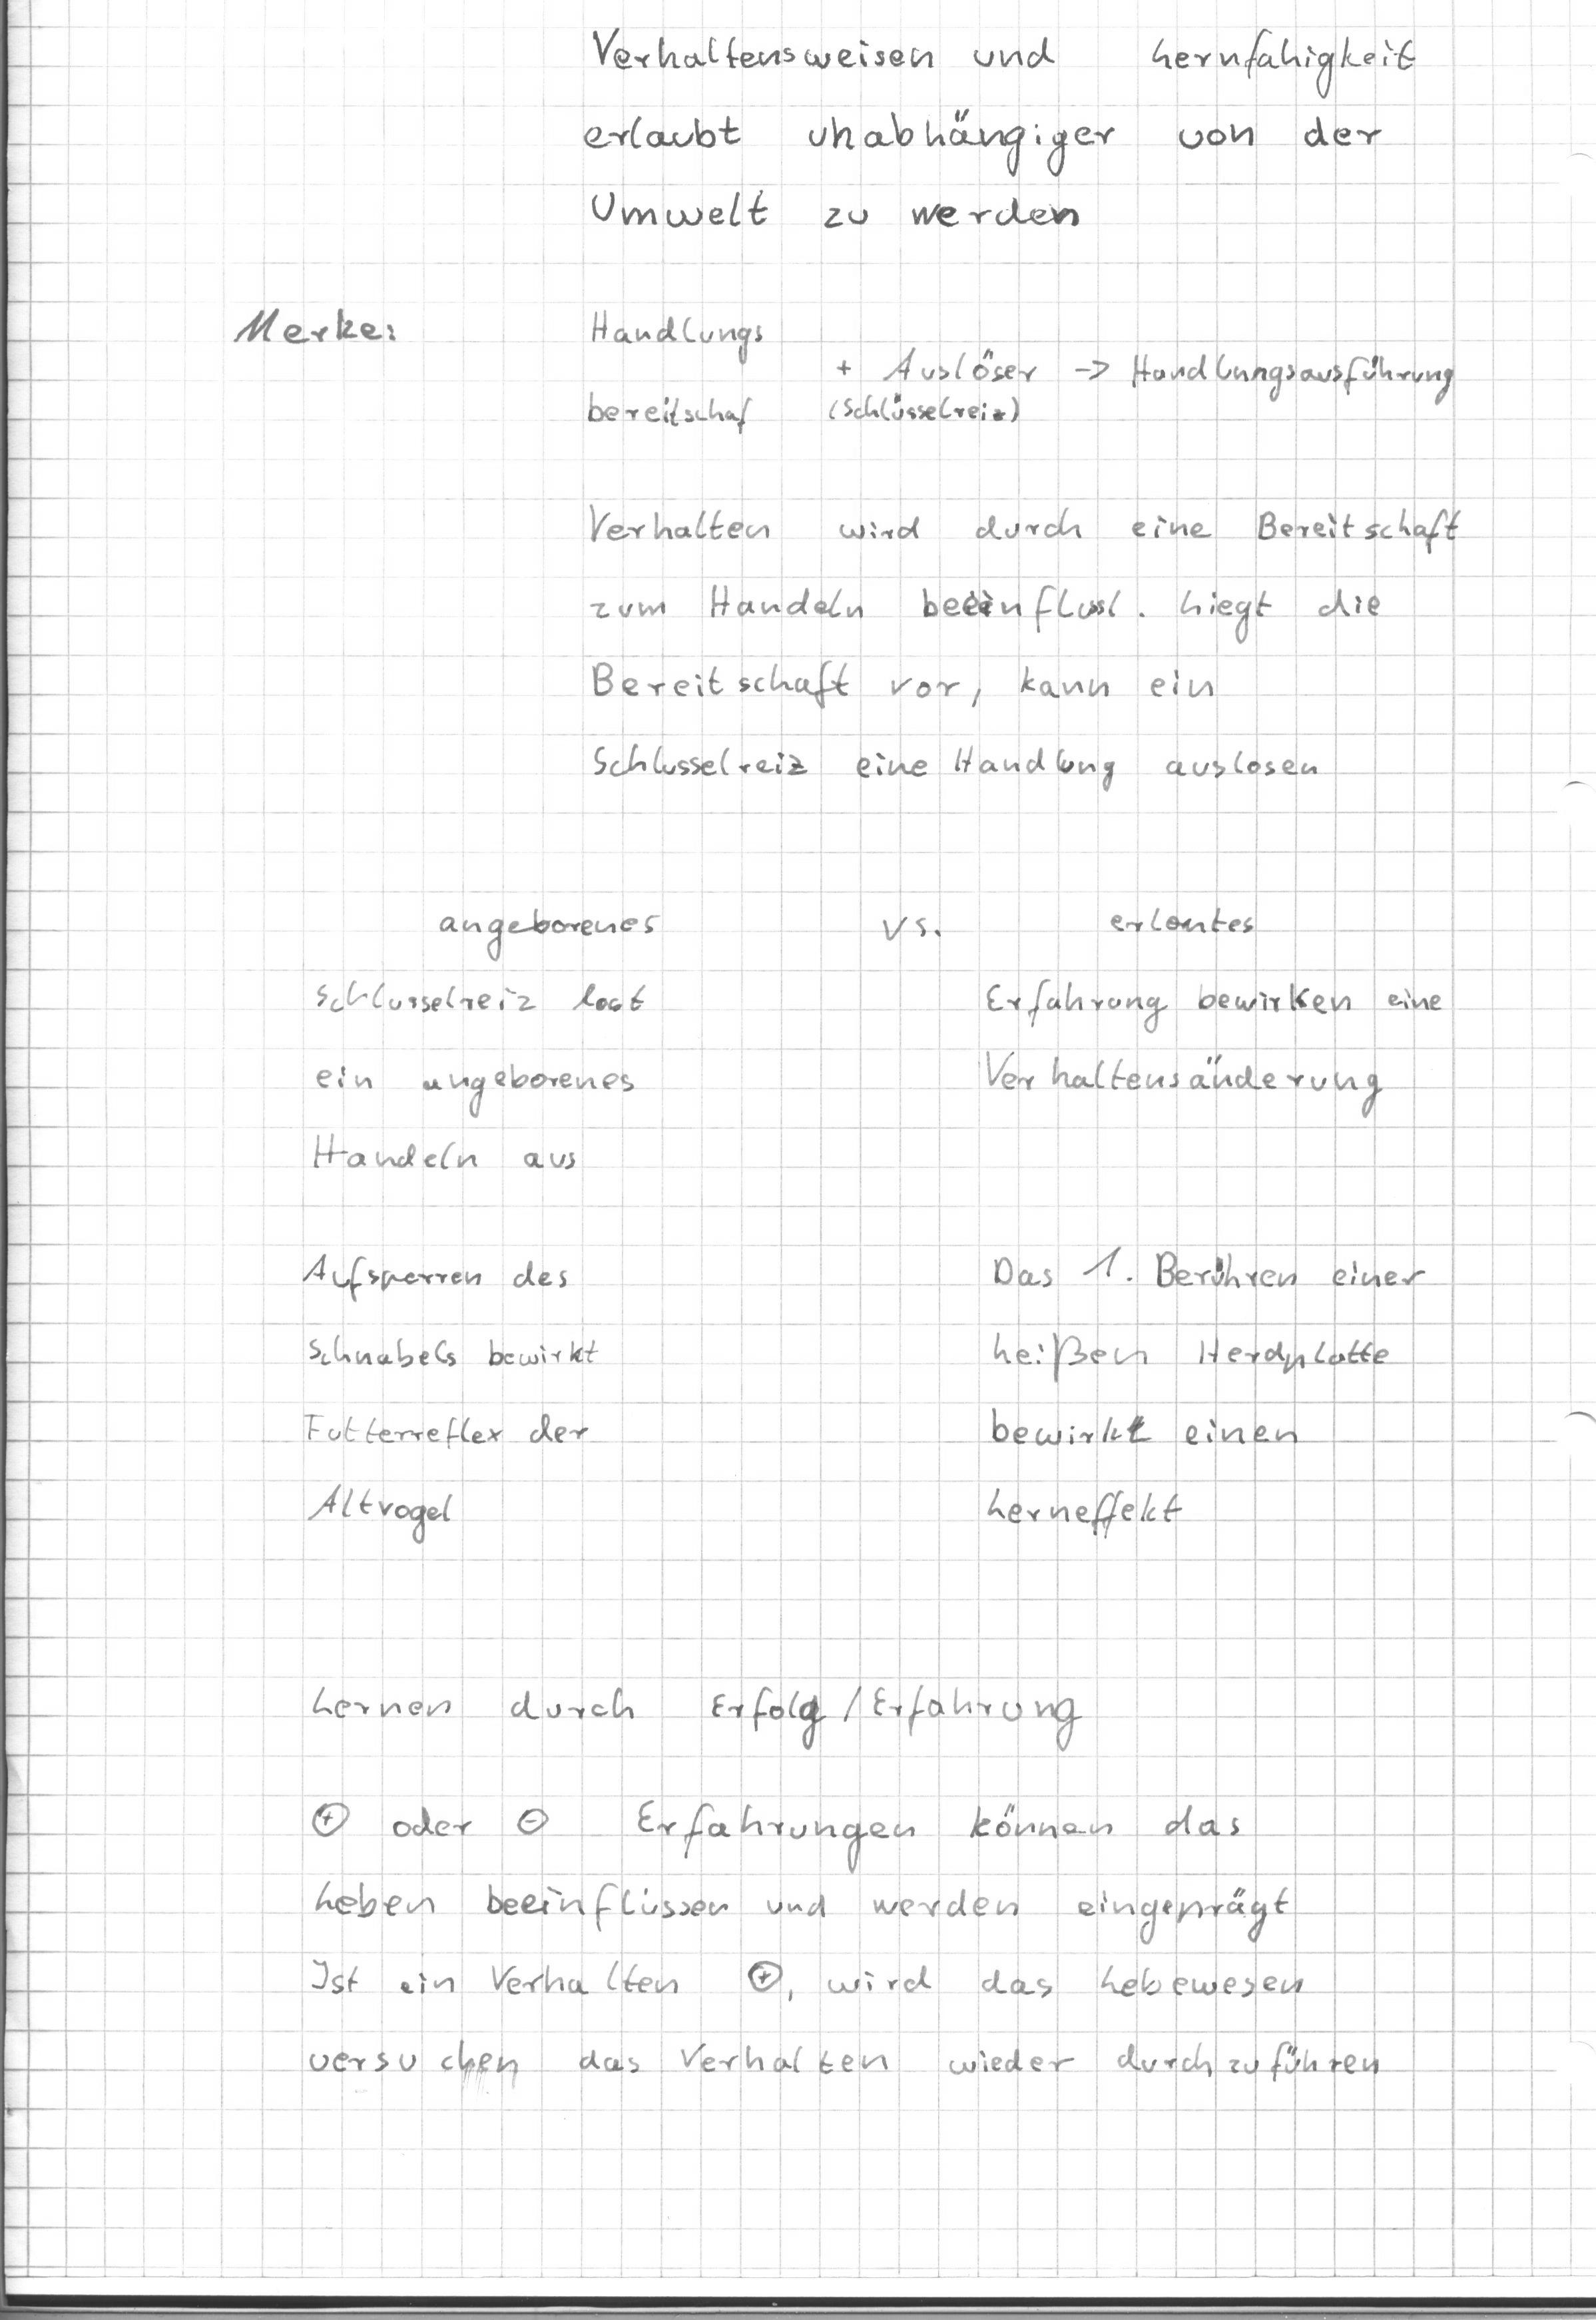 Verhaltensweisen und Lernfahigkeit
erlaubt unabhängiger von der
Umwelt zu werden
Merke: Handlungs
+ Auslöser -> Handlungsausführung
bereitschaf (Schlüsselreiz)
Verhalten wird durch eine Bereitschaft
zum Handeln beeinflusst. Liegt die
Bereitschaft vor, kann ein
Schlusselreiz eine Handlung auslosen
angeborenes vs. erlerntes
Schlusselreiz lost
ein angeborenes
Handeln aus
Erfahrung bewirken eine
Verhaltensänderung
Aufsperren des
Schnabels bewirkt
Futterreflex der
Altvogel
Das 1. Berühren einer
heißen Herdplatte
bewirkt einen
Lerneffekt
Lernen durch Erfolg/Erfahrung
⊕ oder ⊖ Erfahrungen können das
Leben beeinflüssen und werden eingeprägt
Ist ein Verhalten ⊕, wird das Lebewesen
versuchen das Verhalten wieder durchzuführen